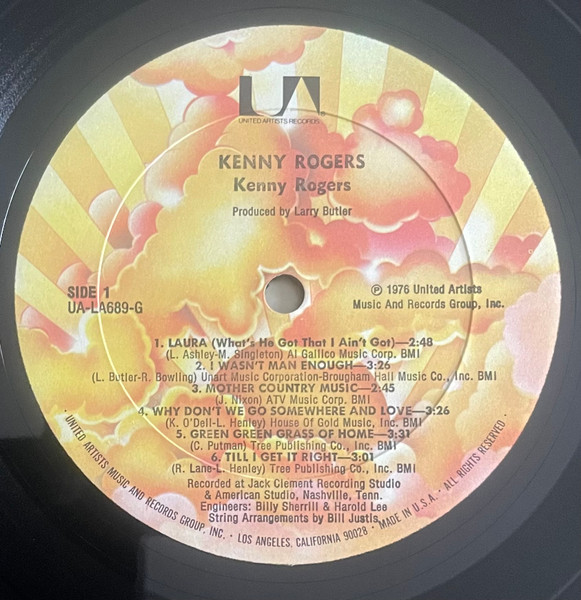 UA
UNITED ARTISTS RECORDS
KENNY ROGERS
Kenny Rogers
Produced by Larry Butler
SIDE 1
UA-LA689-G
℗ 1976 United Artists
Music And Records Group, Inc.
1. LAURA (What's He Got That I Ain't Got)—2:48
(L. Ashley-M. Singleton) Al Gallico Music Corp. BMI
2. I WASN'T MAN ENOUGH—3:26
(L. Butler-R. Bowling) Unart Music Corporation-Brougham Hall Music Co., Inc. BMI
3. MOTHER COUNTRY MUSIC—2:45
(J. Nixon) ATV Music Corp. BMI
4. WHY DON'T WE GO SOMEWHERE AND LOVE—3:26
(K. O'Dell-L. Henley) House Of Gold Music, Inc. BMI
5. GREEN GREEN GRASS OF HOME—3:31
(C. Putman) Tree Publishing Co., Inc. BMI
6. TILL I GET IT RIGHT—3:01
(R. Lane-L. Henley) Tree Publishing Co., Inc. BMI
Recorded at Jack Clement Recording Studio
& American Studio, Nashville, Tenn.
Engineers: Billy Sherrill & Harold Lee
String Arrangements by Bill Justis
· UNITED ARTISTS MUSIC AND RECORDS GROUP, INC. · LOS ANGELES, CALIFORNIA 90028 · MADE IN U.S.A. · ALL RIGHTS RESERVED ·